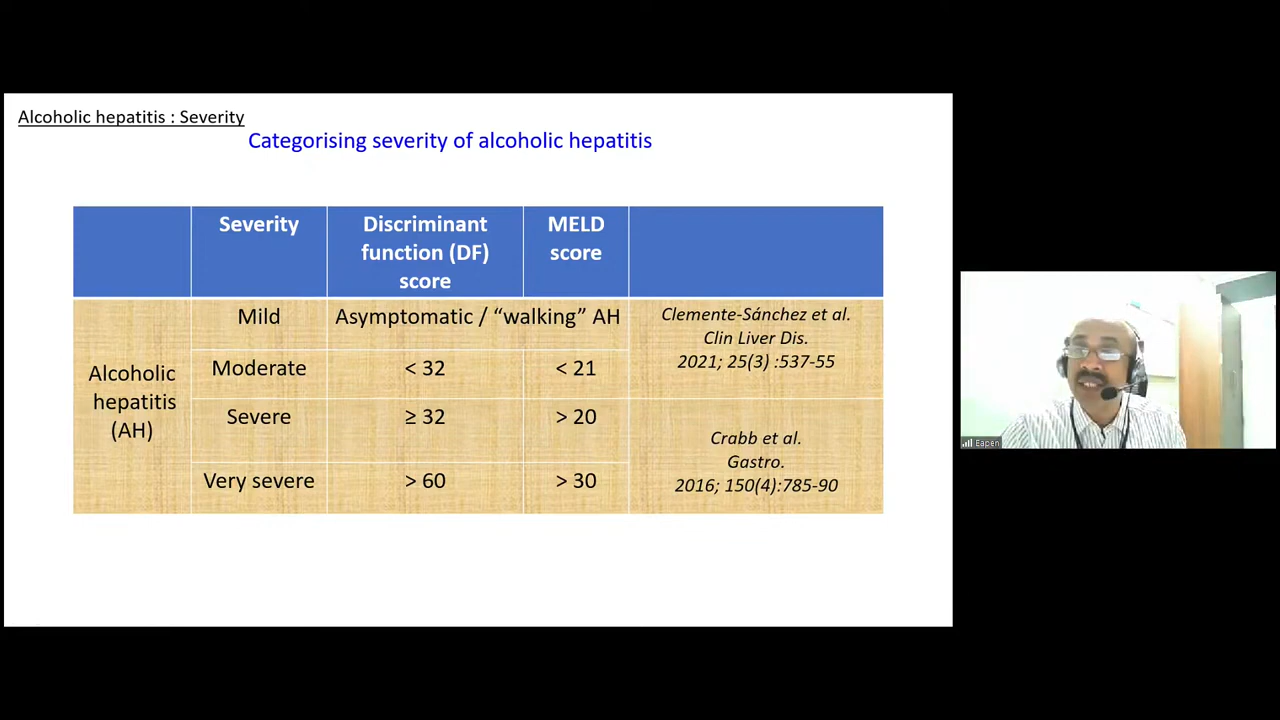 Alcoholic hepatitis : Severity
Categorising severity of alcoholic hepatitis
Severity
Discriminant
function (DF)
score
MELD
score
Alcoholic
hepatitis
(AH)
Mild
Asymptomatic / “walking” AH
Clemente-Sánchez et al.
Clin Liver Dis.
2021; 25(3) :537-55
Moderate
< 32
< 21
Severe
≥ 32
> 20
Crabb et al.
Gastro.
2016; 150(4):785-90
Very severe
> 60
> 30
Eapen